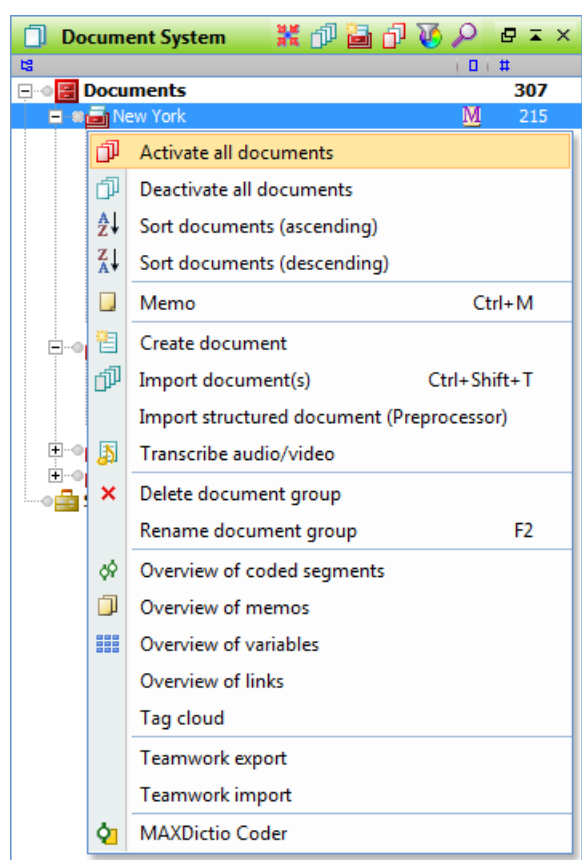 Document System
Documents 307
New York M 215
Activate all documents
Deactivate all documents
Sort documents (ascending)
Sort documents (descending)
Memo Ctrl+M
Create document
Import document(s) Ctrl+Shift+T
Import structured document (Preprocessor)
Transcribe audio/video
Delete document group
Rename document group F2
Overview of coded segments
Overview of memos
Overview of variables
Overview of links
Tag cloud
Teamwork export
Teamwork import
MAXDictio Coder